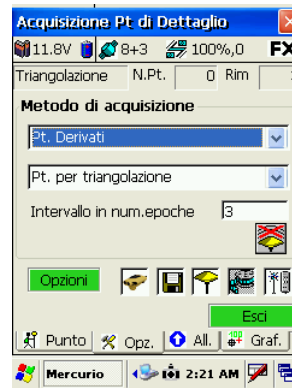 Acquisizione Pt di Dettaglio
11.8V 8+3 100%,0 FX
Triangolazione N.Pt. 0 Rim
Metodo di acquisizione
Pt. Derivati
Pt. per triangolazione
Intervallo in num.epoche 3
Opzioni
Esci
Punto Opz. All. Graf.
Mercurio 2:21 AM